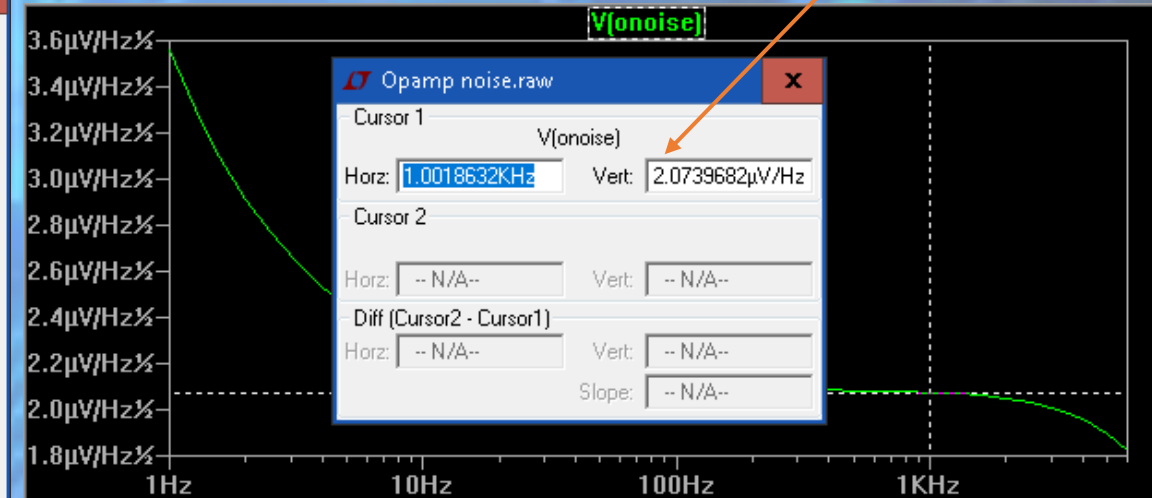 V(onoise)
3.6µV/Hz½
3.4µV/Hz½
3.2µV/Hz½
3.0µV/Hz½
2.8µV/Hz½
2.6µV/Hz½
2.4µV/Hz½
2.2µV/Hz½
2.0µV/Hz½
1.8µV/Hz½
Opamp noise.raw x
Cursor 1
V(onoise)
Horz: 1.0018632KHz Vert: 2.0739682µV/Hz
Cursor 2
Horz: -- N/A-- Vert: -- N/A--
Diff (Cursor2 - Cursor1)
Horz: -- N/A-- Vert: -- N/A--
Slope: -- N/A--
1Hz 10Hz 100Hz 1KHz